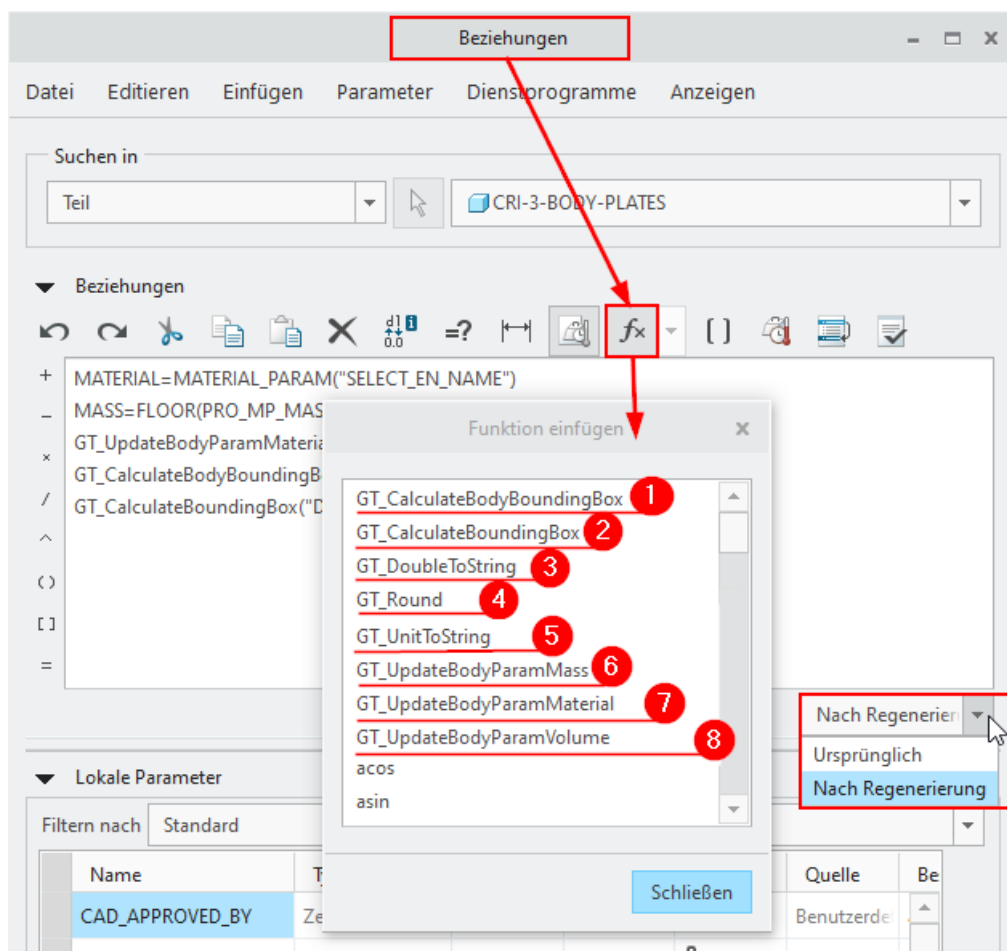 Beziehungen
Datei Editieren Einfügen Parameter Dienstprogramme Anzeigen
Suchen in
Teil CRI-3-BODY-PLATES
Beziehungen
=? fx [ ]
MATERIAL=MATERIAL_PARAM("SELECT_EN_NAME")
MASS=FLOOR(PRO_MP_MAS
GT_UpdateBodyParamMateria
GT_CalculateBodyBoundingB
GT_CalculateBoundingBox("D
+
-
×
/
^
()
[]
=
Funktion einfügen
GT_CalculateBodyBoundingBox 1
GT_CalculateBoundingBox 2
GT_DoubleToString 3
GT_Round 4
GT_UnitToString 5
GT_UpdateBodyParamMass 6
GT_UpdateBodyParamMaterial 7
GT_UpdateBodyParamVolume 8
acos
asin
Schließen
Nach Regenerier
Ursprünglich
Nach Regenerierung
Lokale Parameter
Filtern nach Standard
Name Quelle Be
CAD_APPROVED_BY Ze Benutzerde